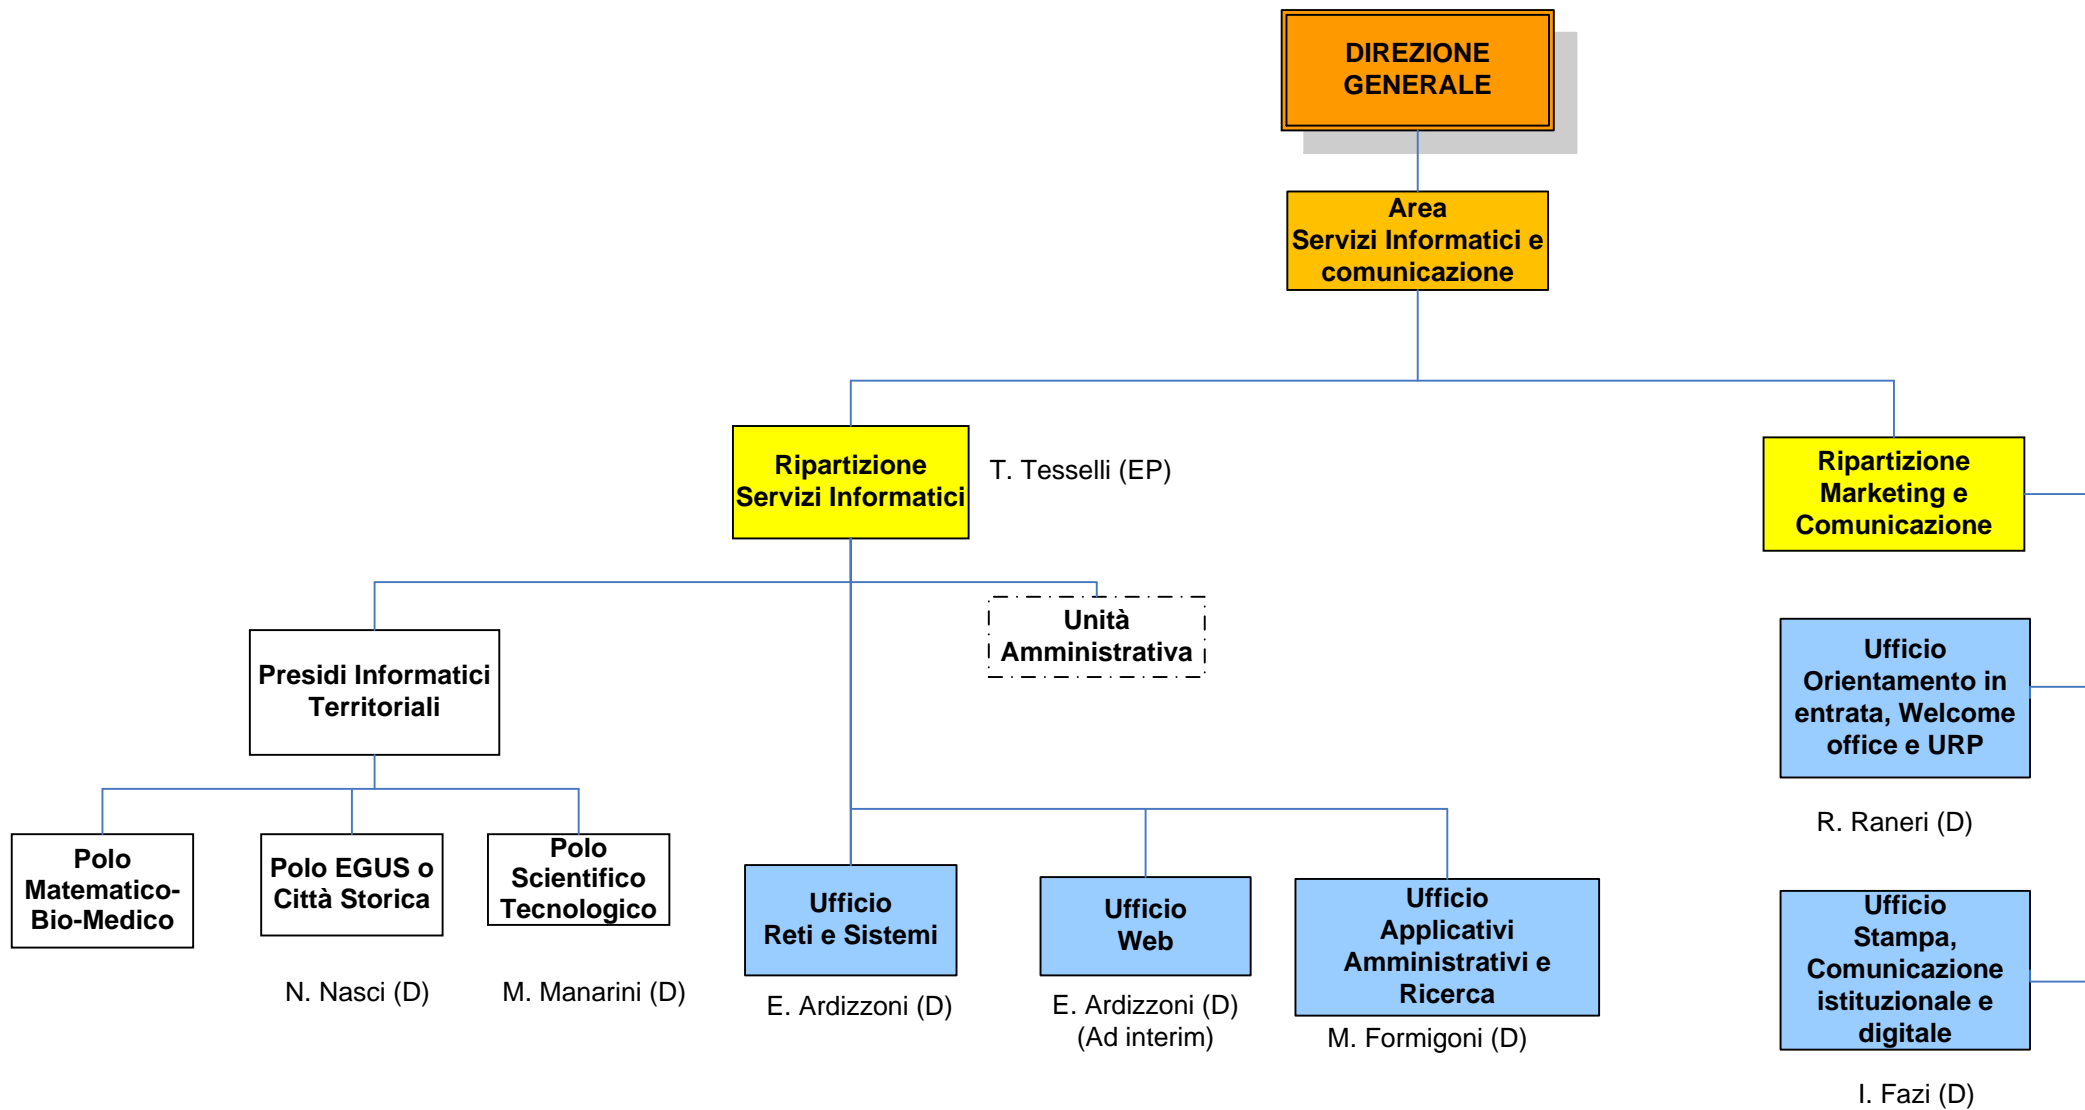 DIREZIONE
GENERALE
Area
Servizi Informatici e
comunicazione
Ripartizione
Servizi Informatici
T. Tesselli (EP)
Ripartizione
Marketing e
Comunicazione
Unità
Amministrativa
Presidi Informatici
Territoriali
Ufficio
Orientamento in
entrata, Welcome
office e URP
R. Raneri (D)
Polo
Matematico-
Bio-Medico
Polo EGUS o
Città Storica
N. Nasci (D)
Polo
Scientifico
Tecnologico
M. Manarini (D)
Ufficio
Reti e Sistemi
E. Ardizzoni (D)
Ufficio
Web
E. Ardizzoni (D)
(Ad interim)
Ufficio
Applicativi
Amministrativi e
Ricerca
M. Formigoni (D)
Ufficio
Stampa,
Comunicazione
istituzionale e
digitale
I. Fazi (D)